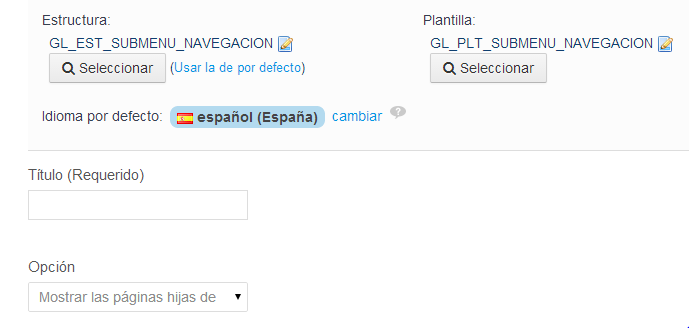 Estructura:
GL_EST_SUBMENU_NAVEGACION
Seleccionar (Usar la de por defecto)
Plantilla:
GL_PLT_SUBMENU_NAVEGACION
Seleccionar
Idioma por defecto: español (España) cambiar ?
Título (Requerido)
Opción
Mostrar las páginas hijas de